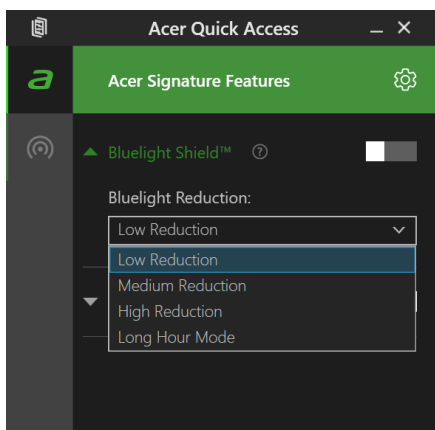 Acer Quick Access
a
Acer Signature Features
Bluelight Shield™ ?
Bluelight Reduction:
Low Reduction
Low Reduction
Medium Reduction
High Reduction
Long Hour Mode